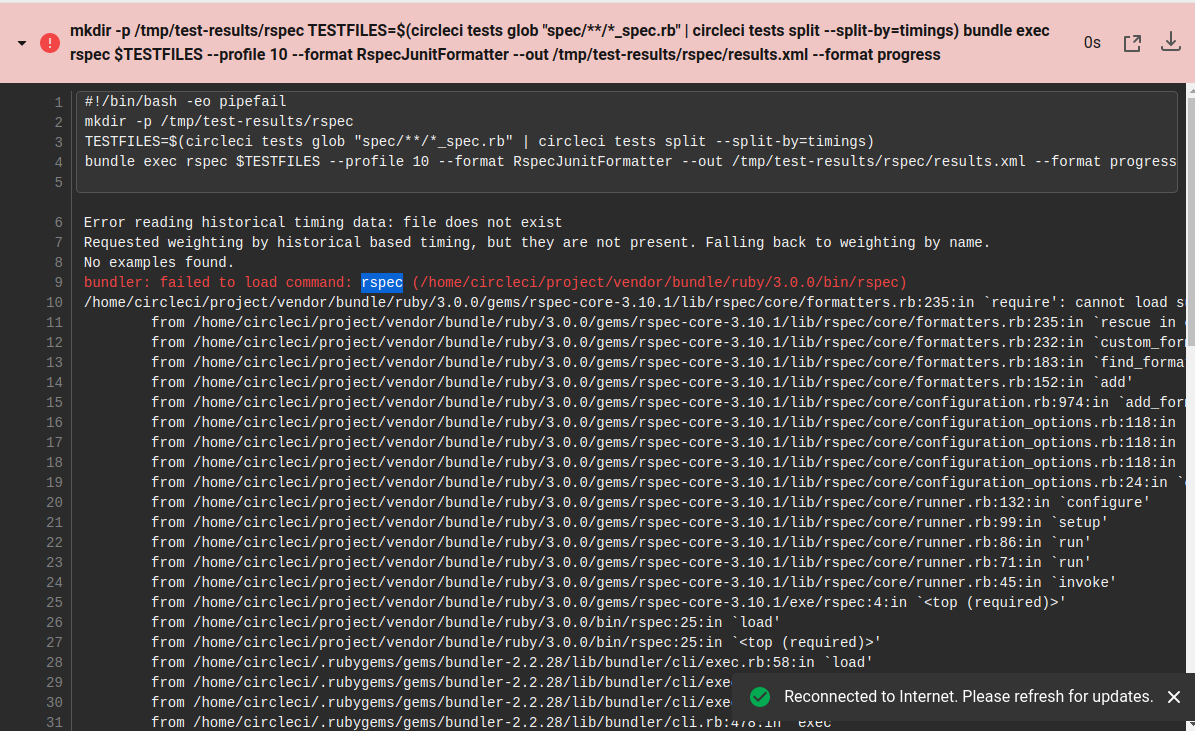 mkdir -p /tmp/test-results/rspec TESTFILES=$(circleci tests glob "spec/**/*_spec.rb" | circleci tests split --split-by=timings) bundle exec
rspec $TESTFILES --profile 10 --format RspecJunitFormatter --out /tmp/test-results/rspec/results.xml --format progress
0s
1 #!/bin/bash -eo pipefail
2 mkdir -p /tmp/test-results/rspec
3 TESTFILES=$(circleci tests glob "spec/**/*_spec.rb" | circleci tests split --split-by=timings)
4 bundle exec rspec $TESTFILES --profile 10 --format RspecJunitFormatter --out /tmp/test-results/rspec/results.xml --format progress
5
6 Error reading historical timing data: file does not exist
7 Requested weighting by historical based timing, but they are not present. Falling back to weighting by name.
8 No examples found.
9 bundler: failed to load command: rspec (/home/circleci/project/vendor/bundle/ruby/3.0.0/bin/rspec)
10 /home/circleci/project/vendor/bundle/ruby/3.0.0/gems/rspec-core-3.10.1/lib/rspec/core/formatters.rb:235:in `require': cannot load
11 from /home/circleci/project/vendor/bundle/ruby/3.0.0/gems/rspec-core-3.10.1/lib/rspec/core/formatters.rb:235:in `rescue in
12 from /home/circleci/project/vendor/bundle/ruby/3.0.0/gems/rspec-core-3.10.1/lib/rspec/core/formatters.rb:232:in `custom_for
13 from /home/circleci/project/vendor/bundle/ruby/3.0.0/gems/rspec-core-3.10.1/lib/rspec/core/formatters.rb:183:in `find_forma
14 from /home/circleci/project/vendor/bundle/ruby/3.0.0/gems/rspec-core-3.10.1/lib/rspec/core/formatters.rb:152:in `add'
15 from /home/circleci/project/vendor/bundle/ruby/3.0.0/gems/rspec-core-3.10.1/lib/rspec/core/configuration.rb:974:in `add_for
16 from /home/circleci/project/vendor/bundle/ruby/3.0.0/gems/rspec-core-3.10.1/lib/rspec/core/configuration_options.rb:118:in
17 from /home/circleci/project/vendor/bundle/ruby/3.0.0/gems/rspec-core-3.10.1/lib/rspec/core/configuration_options.rb:118:in
18 from /home/circleci/project/vendor/bundle/ruby/3.0.0/gems/rspec-core-3.10.1/lib/rspec/core/configuration_options.rb:118:in
19 from /home/circleci/project/vendor/bundle/ruby/3.0.0/gems/rspec-core-3.10.1/lib/rspec/core/configuration_options.rb:24:in `
20 from /home/circleci/project/vendor/bundle/ruby/3.0.0/gems/rspec-core-3.10.1/lib/rspec/core/runner.rb:132:in `configure'
21 from /home/circleci/project/vendor/bundle/ruby/3.0.0/gems/rspec-core-3.10.1/lib/rspec/core/runner.rb:99:in `setup'
22 from /home/circleci/project/vendor/bundle/ruby/3.0.0/gems/rspec-core-3.10.1/lib/rspec/core/runner.rb:86:in `run'
23 from /home/circleci/project/vendor/bundle/ruby/3.0.0/gems/rspec-core-3.10.1/lib/rspec/core/runner.rb:71:in `run'
24 from /home/circleci/project/vendor/bundle/ruby/3.0.0/gems/rspec-core-3.10.1/lib/rspec/core/runner.rb:45:in `invoke'
25 from /home/circleci/project/vendor/bundle/ruby/3.0.0/gems/rspec-core-3.10.1/exe/rspec:4:in `<top (required)>'
26 from /home/circleci/project/vendor/bundle/ruby/3.0.0/bin/rspec:25:in `load'
27 from /home/circleci/project/vendor/bundle/ruby/3.0.0/bin/rspec:25:in `<top (required)>'
28 from /home/circleci/.rubygems/gems/bundler-2.2.28/lib/bundler/cli/exec.rb:58:in `load'
29 from /home/circleci/.rubygems/gems/bundler-2.2.28/lib/bundler/cli/exe
30 from /home/circleci/.rubygems/gems/bundler-2.2.28/lib/bundler/cli/exe
31 from /home/circleci/.rubygems/gems/bundler-2.2.28/lib/bundler/cli.rb:478:in `exec'
Reconnected to Internet. Please refresh for updates.